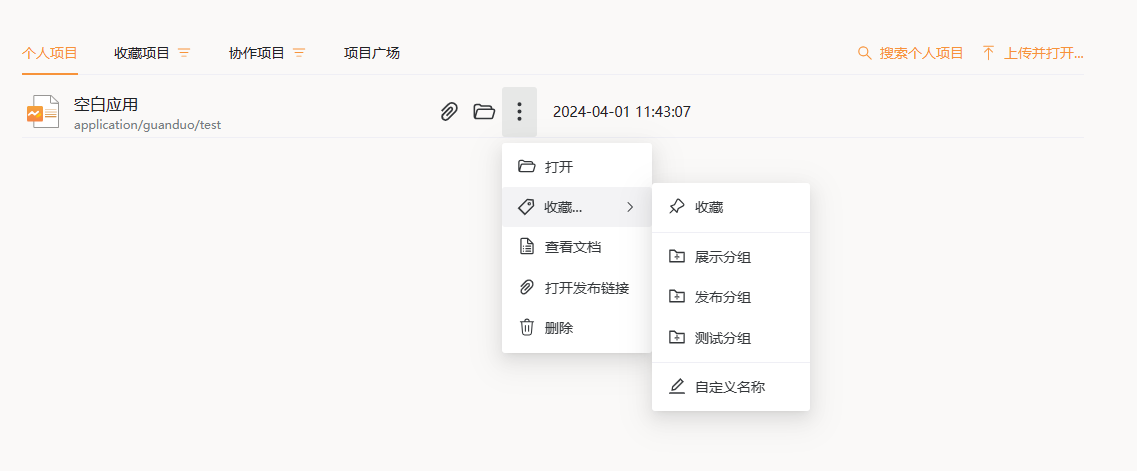 个人项目 收藏项目 协作项目 项目广场 搜索个人项目 上传并打开...
空白应用
application/guanduo/test
2024-04-01 11:43:07
打开
收藏...
查看文档
打开发布链接
删除
收藏
展示分组
发布分组
测试分组
自定义名称